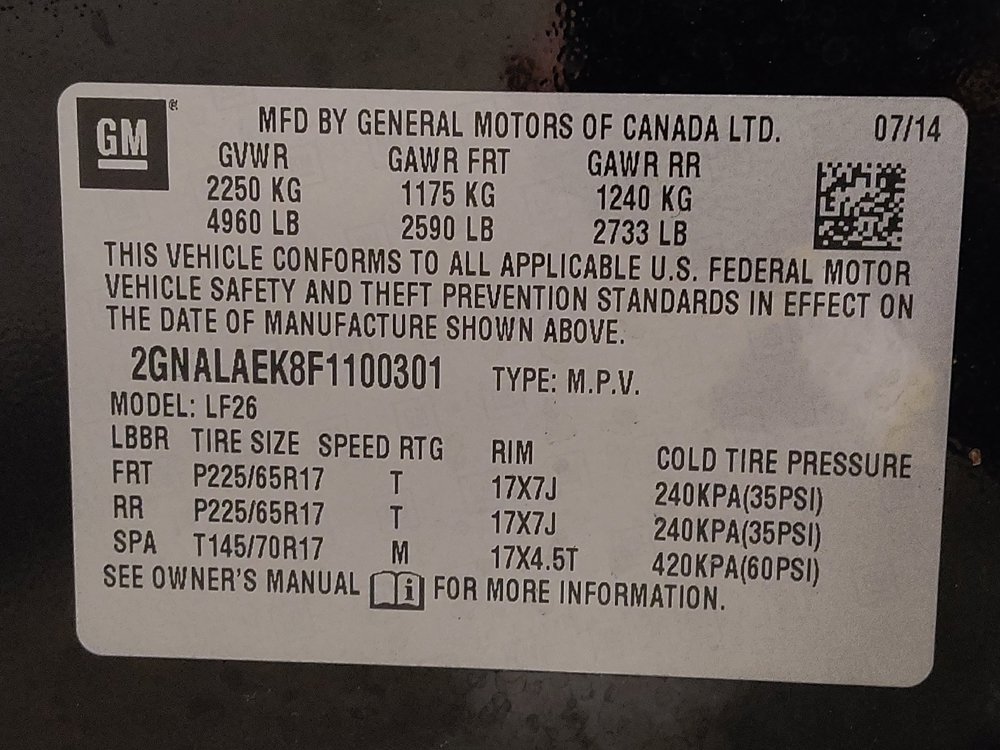 GM ®
MFD BY GENERAL MOTORS OF CANADA LTD. 07/14
GVWR GAWR FRT GAWR RR
2250 KG 1175 KG 1240 KG
4960 LB 2590 LB 2733 LB
THIS VEHICLE CONFORMS TO ALL APPLICABLE U.S. FEDERAL MOTOR
VEHICLE SAFETY AND THEFT PREVENTION STANDARDS IN EFFECT ON
THE DATE OF MANUFACTURE SHOWN ABOVE.
2GNALAEK8F1100301 TYPE: M.P.V.
MODEL: LF26
LBBR TIRE SIZE SPEED RTG RIM COLD TIRE PRESSURE
FRT P225/65R17 T 17X7J 240KPA(35PSI)
RR P225/65R17 T 17X7J 240KPA(35PSI)
SPA T145/70R17 M 17X4.5T 420KPA(60PSI)
SEE OWNER'S MANUAL i FOR MORE INFORMATION.